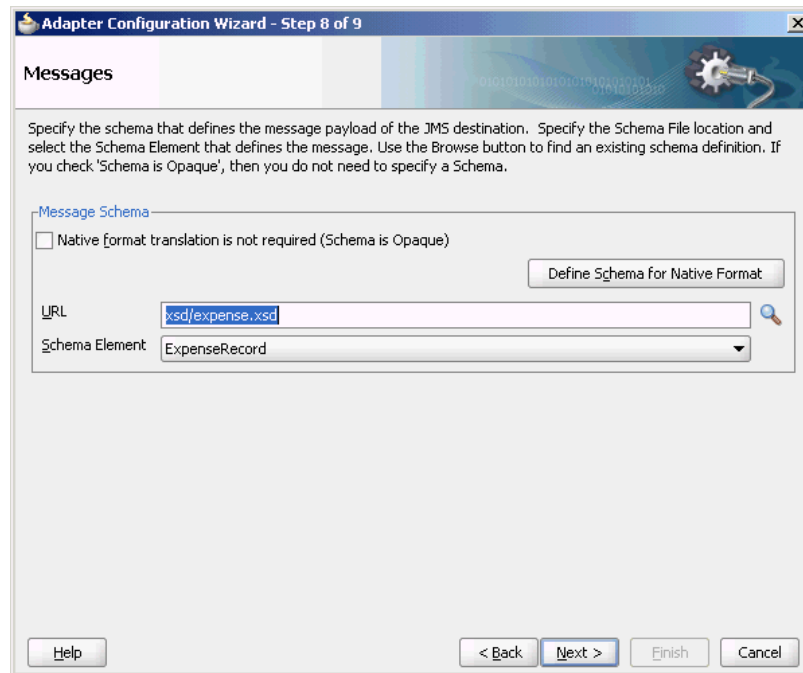 Adapter Configuration Wizard - Step 8 of 9
Messages
Specify the schema that defines the message payload of the JMS destination. Specify the Schema File location and
select the Schema Element that defines the message. Use the Browse button to find an existing schema definition. If
you check 'Schema is Opaque', then you do not need to specify a Schema.
Message Schema
Native format translation is not required (Schema is Opaque)
Define Schema for Native Format
URL
xsd/expense.xsd
Schema Element
ExpenseRecord
Help
< Back
Next >
Finish
Cancel